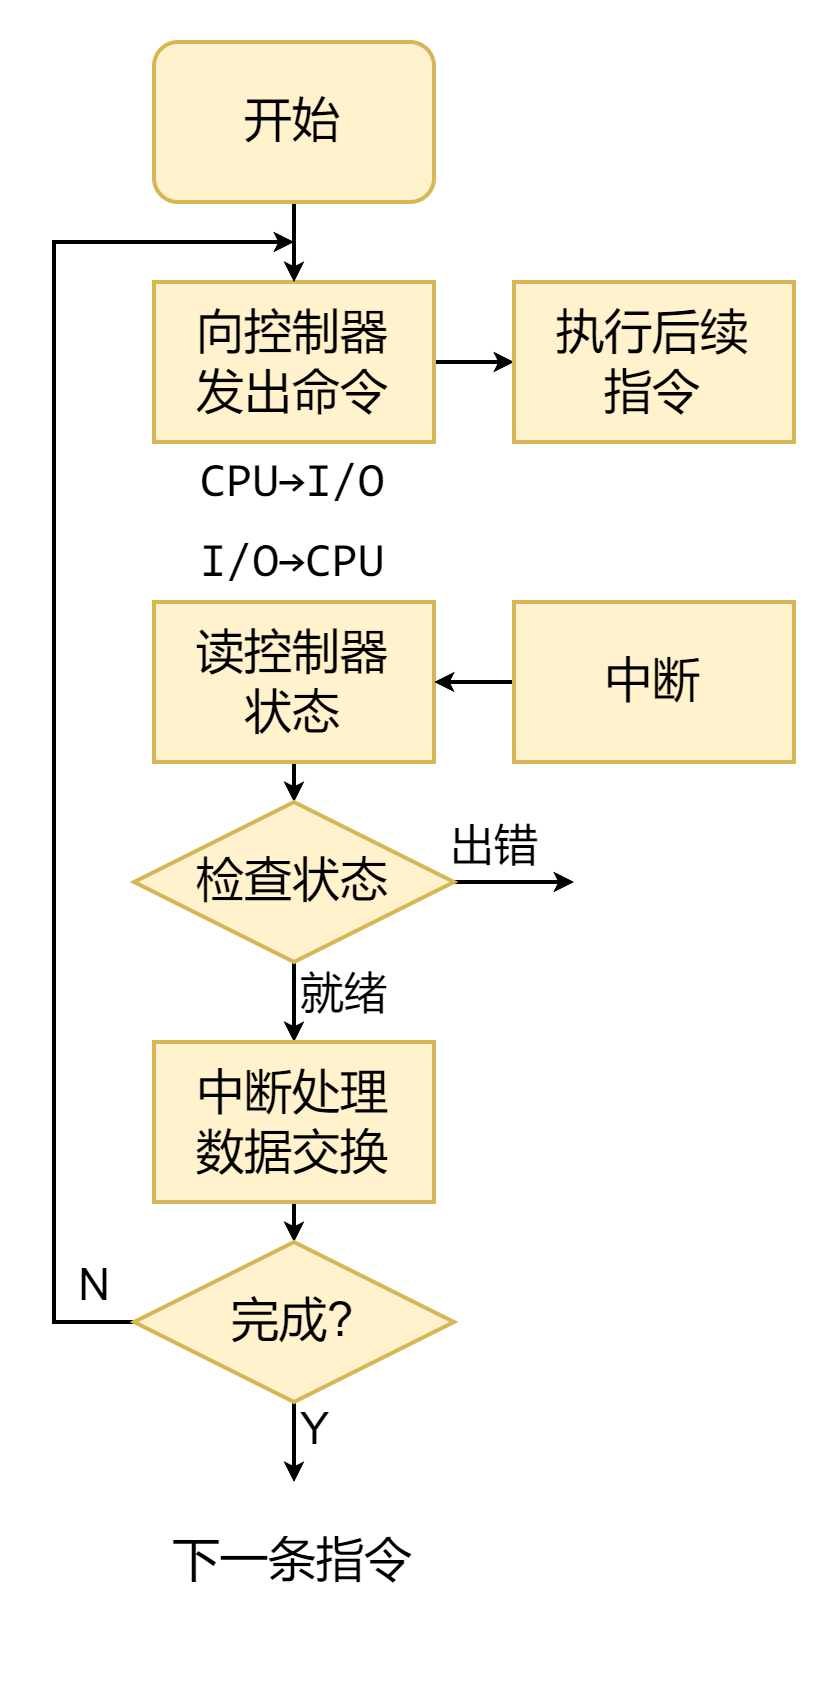 开始
向控制器
发出命令
执行后续
指令
CPU→I/O
I/O→CPU
读控制器
状态
中断
检查状态
出错
就绪
中断处理
数据交换
N
完成?
Y
下一条指令